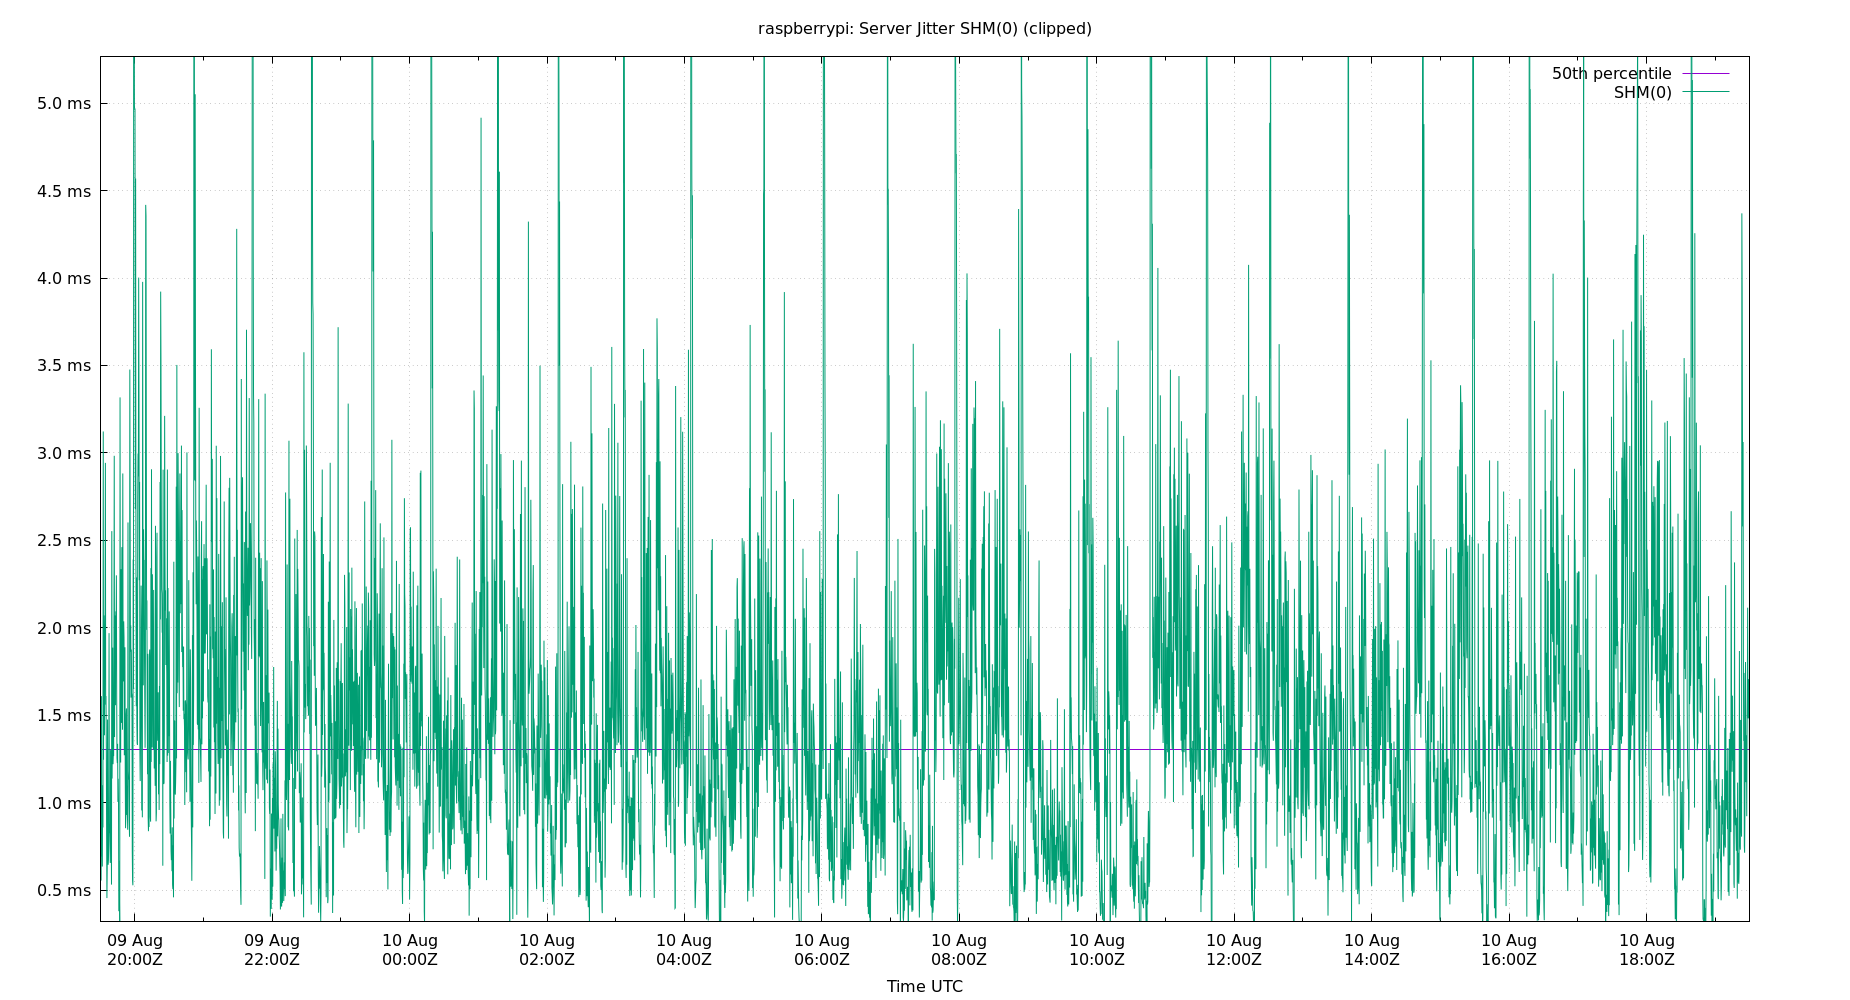 raspberrypi: Server Jitter SHM(0) (clipped)
50th percentile
SHM(0)
5.0 ms
4.5 ms
4.0 ms
3.5 ms
3.0 ms
2.5 ms
2.0 ms
1.5 ms
1.0 ms
0.5 ms
09 Aug 09 Aug 10 Aug 10 Aug 10 Aug 10 Aug 10 Aug 10 Aug 10 Aug 10 Aug 10 Aug 10 Aug
20:00Z 22:00Z 00:00Z 02:00Z 04:00Z 06:00Z 08:00Z 10:00Z 12:00Z 14:00Z 16:00Z 18:00Z
Time UTC